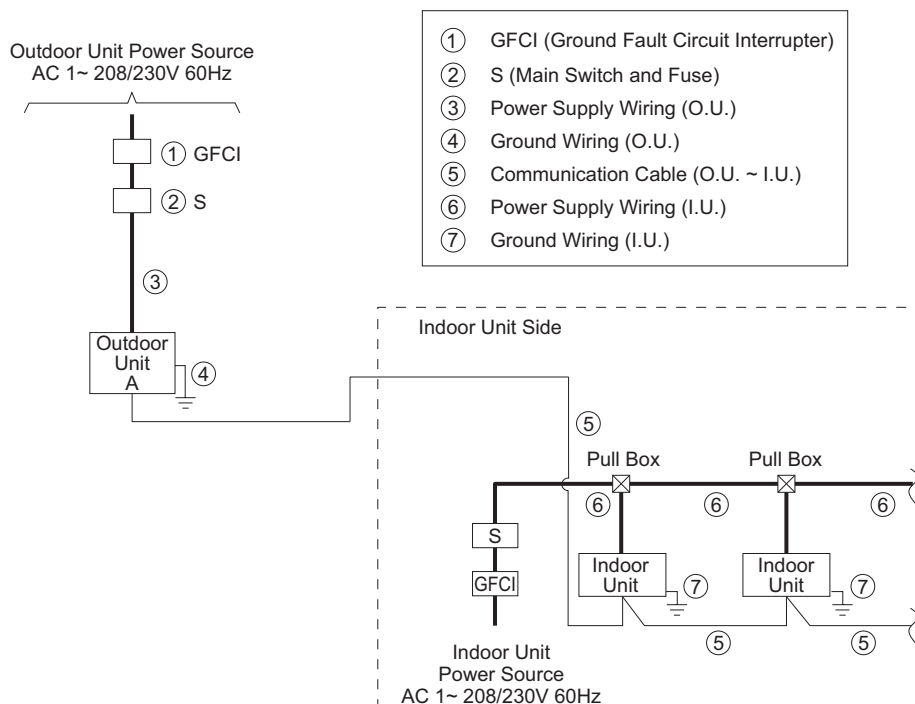 Outdoor Unit Power Source
AC 1~ 208/230V 60Hz
① GFCI
② S
③
Outdoor
Unit
A
④
① GFCI (Ground Fault Circuit Interrupter)
② S (Main Switch and Fuse)
③ Power Supply Wiring (O.U.)
④ Ground Wiring (O.U.)
⑤ Communication Cable (O.U. ~ I.U.)
⑥ Power Supply Wiring (I.U.)
⑦ Ground Wiring (I.U.)
Indoor Unit Side
⑤
Pull Box
Pull Box
⑥
⑥
⑥
S
GFCI
Indoor
Unit
⑦
Indoor
Unit
⑦
⑤
⑤
Indoor Unit
Power Source
AC 1~ 208/230V 60Hz